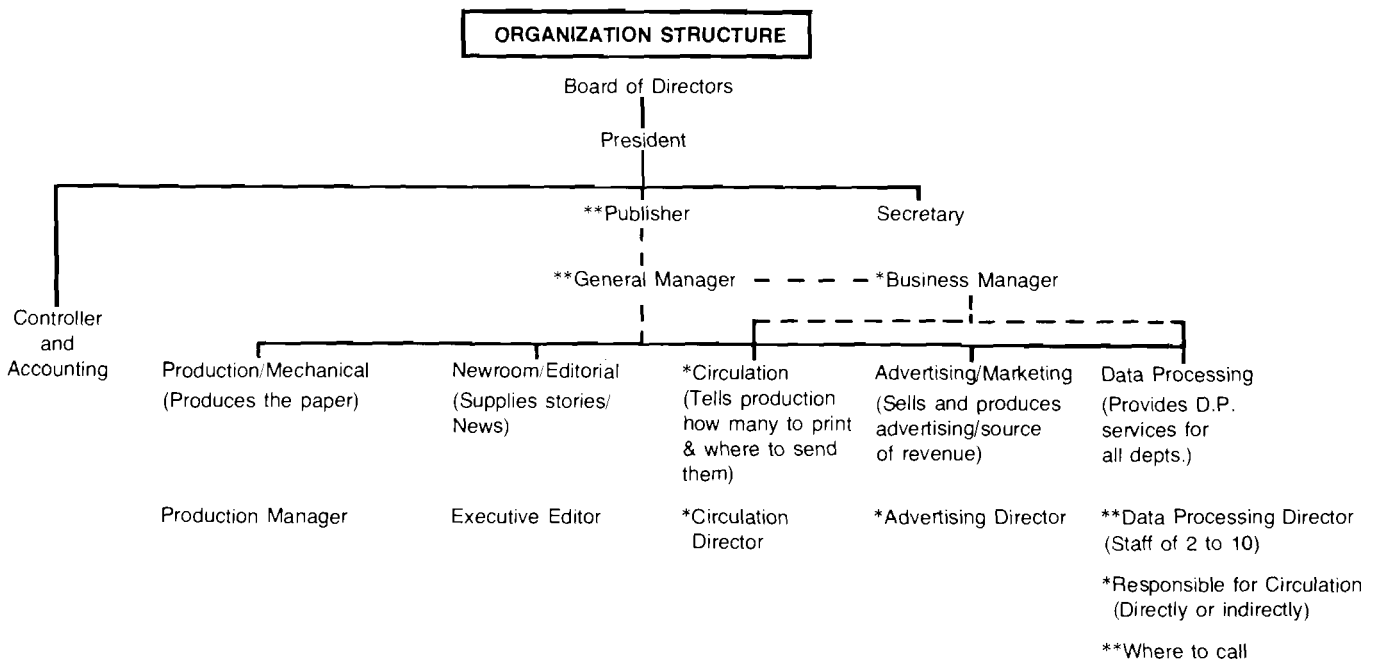 ORGANIZATION STRUCTURE
Board of Directors
President
**Publisher
Secretary
**General Manager
*Business Manager
Controller
and
Accounting
Production/Mechanical
(Produces the paper)
Production Manager
Newroom/Editorial
(Supplies stories/
News)
Executive Editor
*Circulation
(Tells production
how many to print
& where to send
them)
*Circulation
Director
Advertising/Marketing
(Sells and produces
advertising/source
of revenue)
*Advertising Director
Data Processing
(Provides D.P.
services for
all depts.)
**Data Processing Director
(Staff of 2 to 10)
*Responsible for Circulation
(Directly or indirectly)
**Where to call